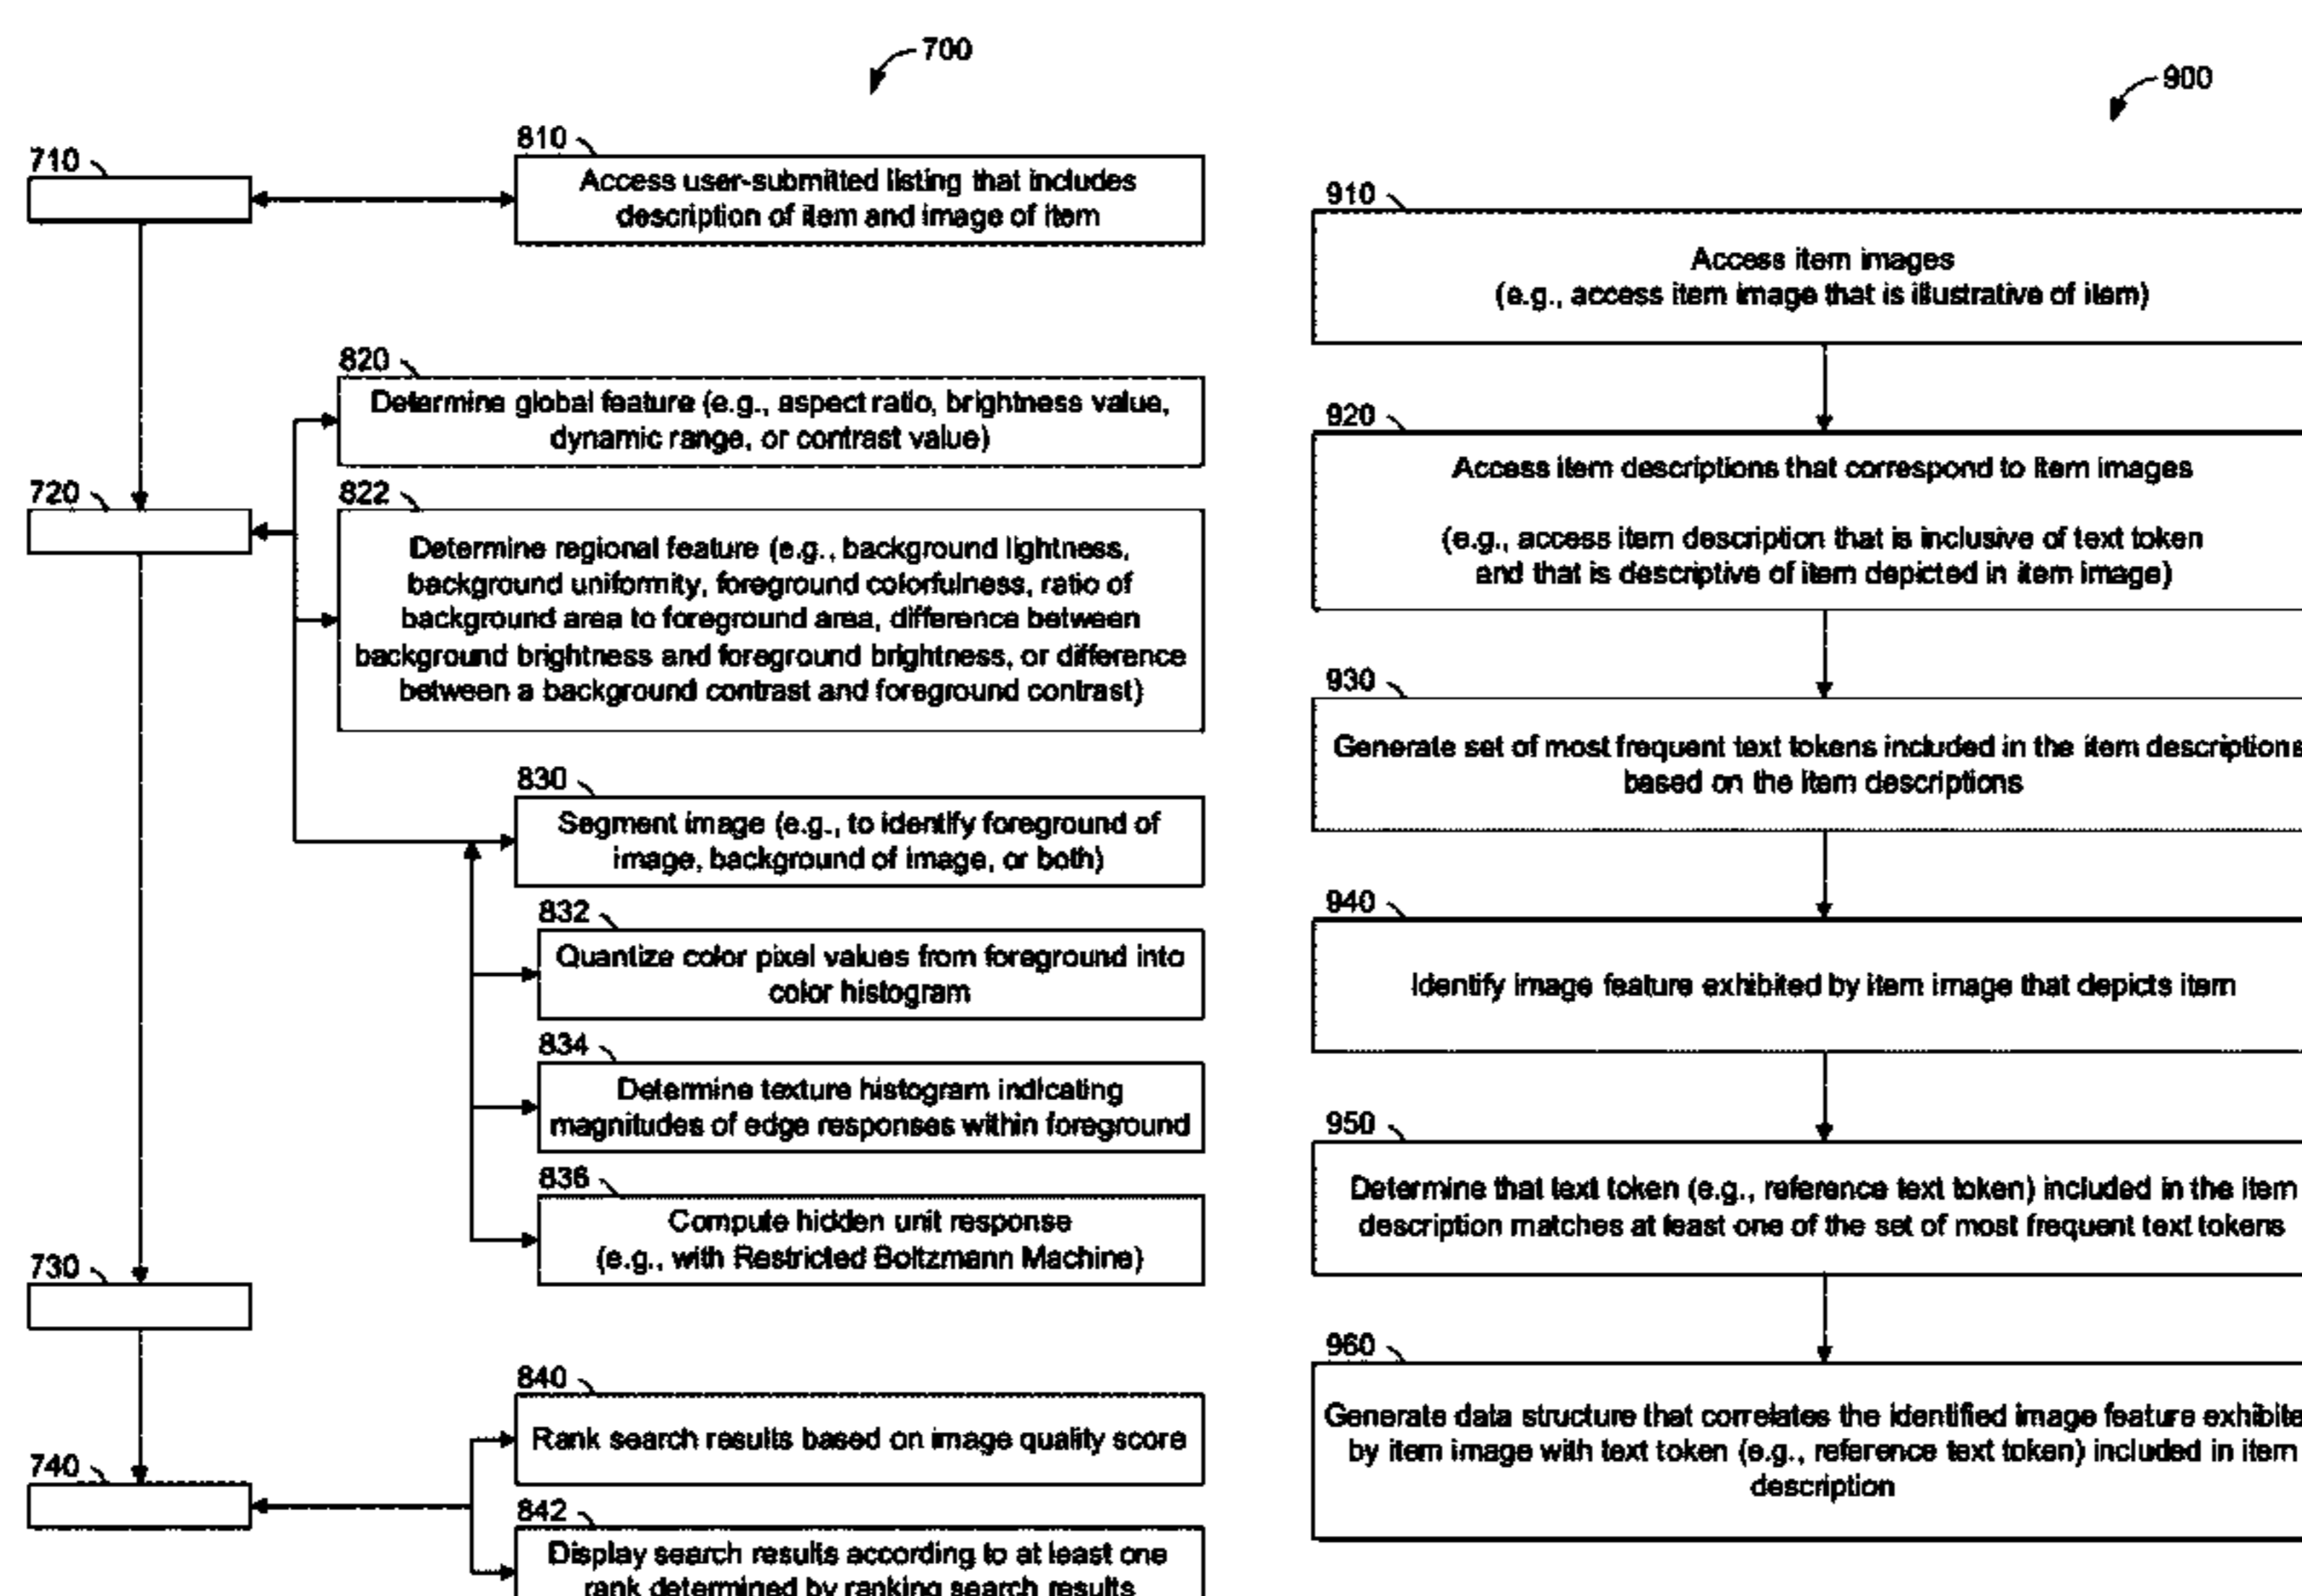 700
710
810
Access user-submitted listing that includes
description of item and image of item
820
Determine global feature (e.g., aspect ratio, brightness value,
dynamic range, or contrast value)
720
822
Determine regional feature (e.g., background lightness,
background uniformity, foreground colorfulness, ratio of
background area to foreground area, difference between
background brightness and foreground brightness, or difference
between a background contrast and foreground contrast)
830
Segment image (e.g., to identify foreground of
image, background of image, or both)
832
Quantize color pixel values from foreground into
color histogram
834
Determine texture histogram indicating
magnitudes of edge responses within foreground
836
Compute hidden unit response
(e.g., with Restricted Boltzmann Machine)
730
840
Rank search results based on image quality score
740
842
Display search results according to at least one
rank determined by ranking search results
900
910
Access item images
(e.g., access item image that is illustrative of item)
920
Access item descriptions that correspond to item images
(e.g., access item description that is inclusive of text token
and that is descriptive of item depicted in item image)
930
Generate set of most frequent text tokens included in the item descriptions
based on the item descriptions
940
Identify image feature exhibited by item image that depicts item
950
Determine that text token (e.g., reference text token) included in the item
description matches at least one of the set of most frequent text tokens
960
Generate data structure that correlates the identified image feature exhibite
by item image with text token (e.g., reference text token) included in item
description